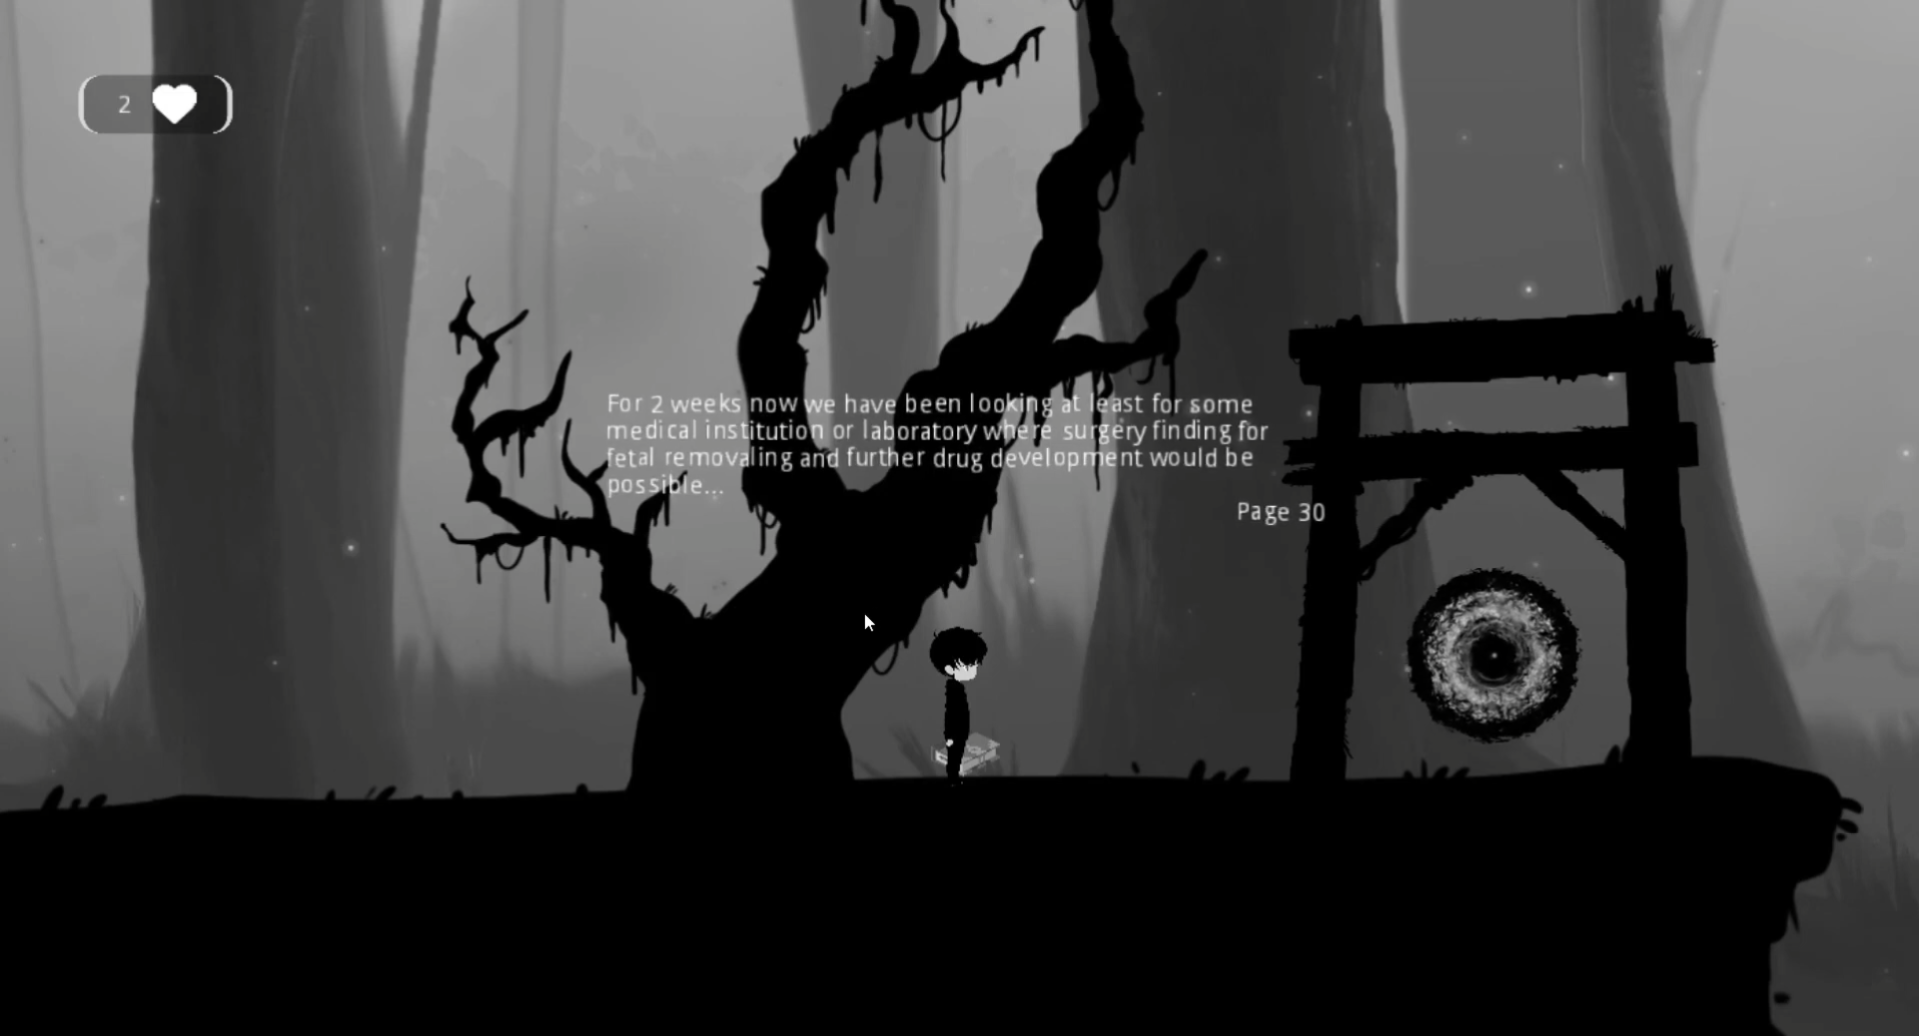 2
For 2 weeks now we have been looking at least for some
medical institution or laboratory where surgery finding for
fetal removaling and further drug development would be
possible...
Page 30